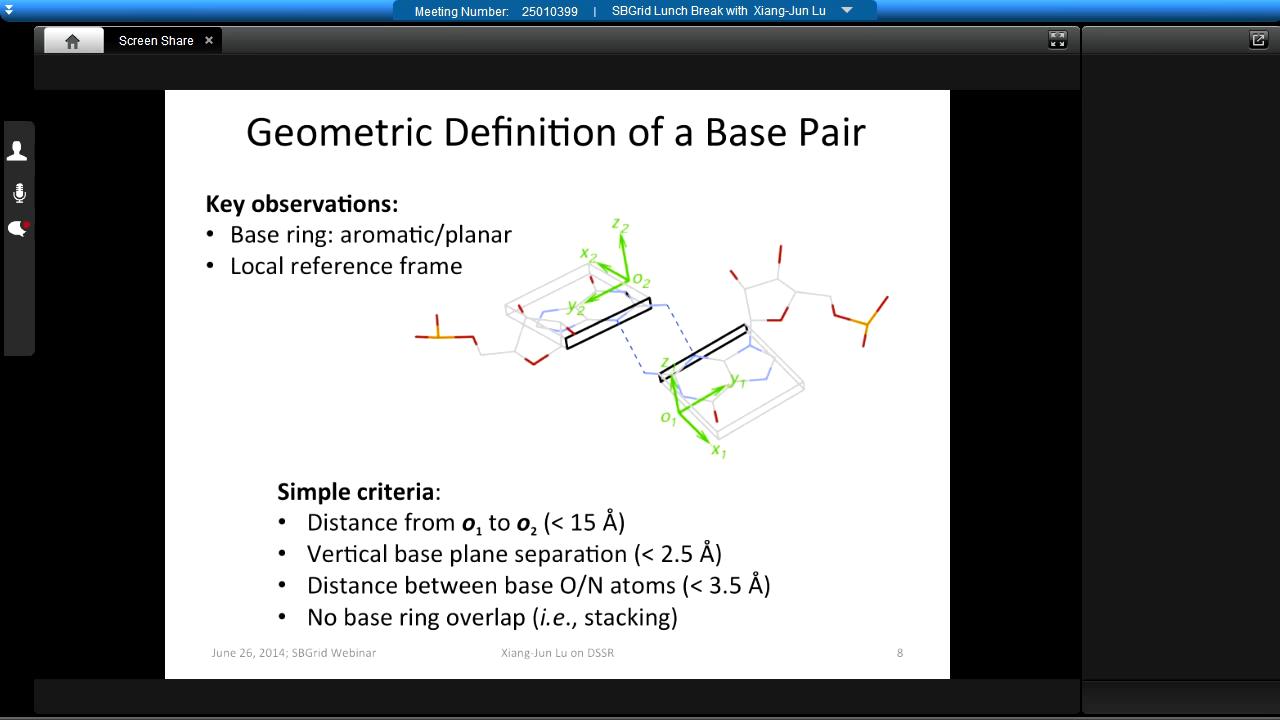 Meeting Number: 25010399 | SBGrid Lunch Break with Xiang-Jun Lu
Screen Share ×
Geometric Definition of a Base Pair
Key observations:
• Base ring: aromatic/planar
• Local reference frame
z2
x2
o2
y2
z1
y1
o1
x1
Simple criteria:
• Distance from o1 to o2 (< 15 Å)
• Vertical base plane separation (< 2.5 Å)
• Distance between base O/N atoms (< 3.5 Å)
• No base ring overlap (i.e., stacking)
June 26, 2014; SBGrid Webinar Xiang-Jun Lu on DSSR 8